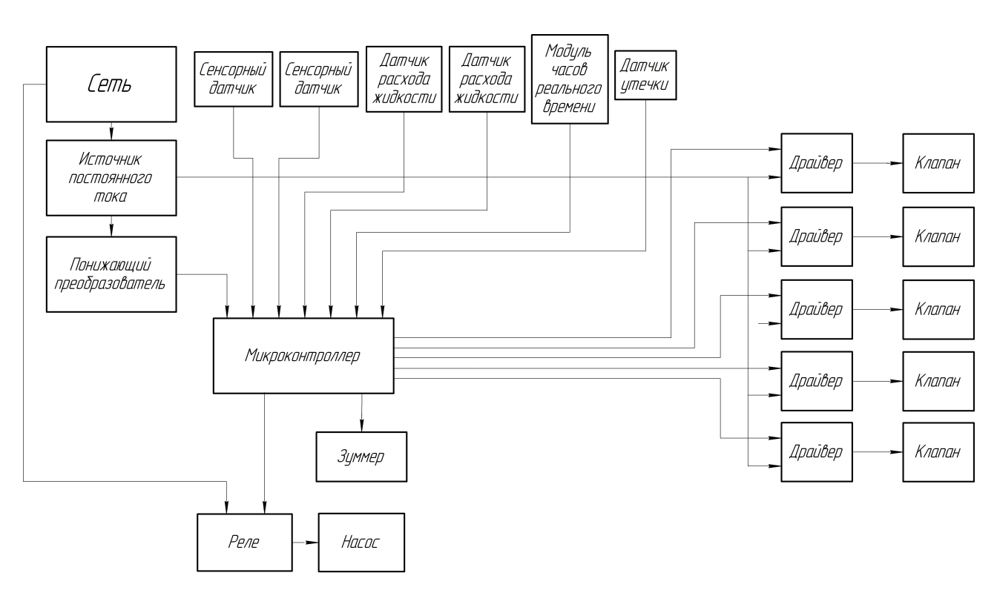 Сеть
Сенсорный
датчик
Сенсорный
датчик
Датчик
расхода
жидкости
Датчик
расхода
жидкости
Модуль
часов
реального
времени
Датчик
утечки
Источник
постоянного
тока
Понижающий
преобразователь
Микроконтроллер
Зуммер
Реле
Насос
Драйвер
Клапан
Драйвер
Клапан
Драйвер
Клапан
Драйвер
Клапан
Драйвер
Клапан